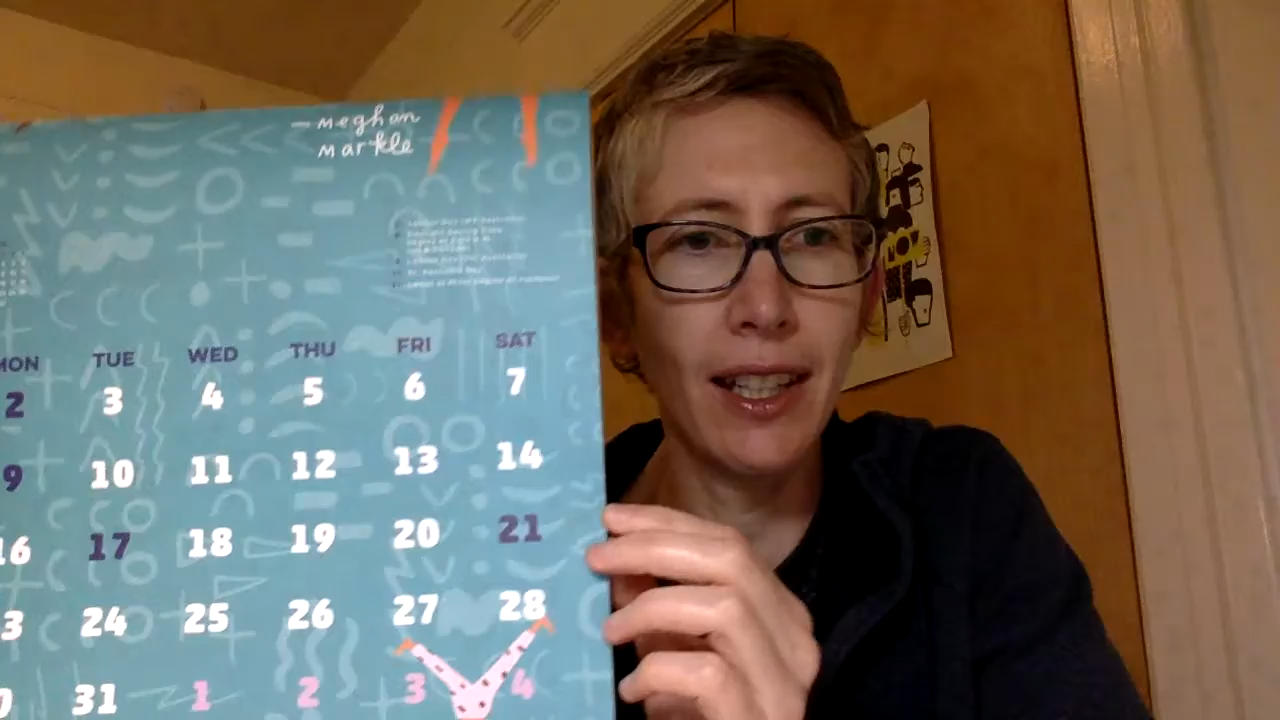 - Meghan
Markle
MON TUE WED THU FRI SAT
2 3 4 5 6 7
9 10 11 12 13 14
16 17 18 19 20 21
3 24 25 26 27 28
31 1 2 3 4
NOW